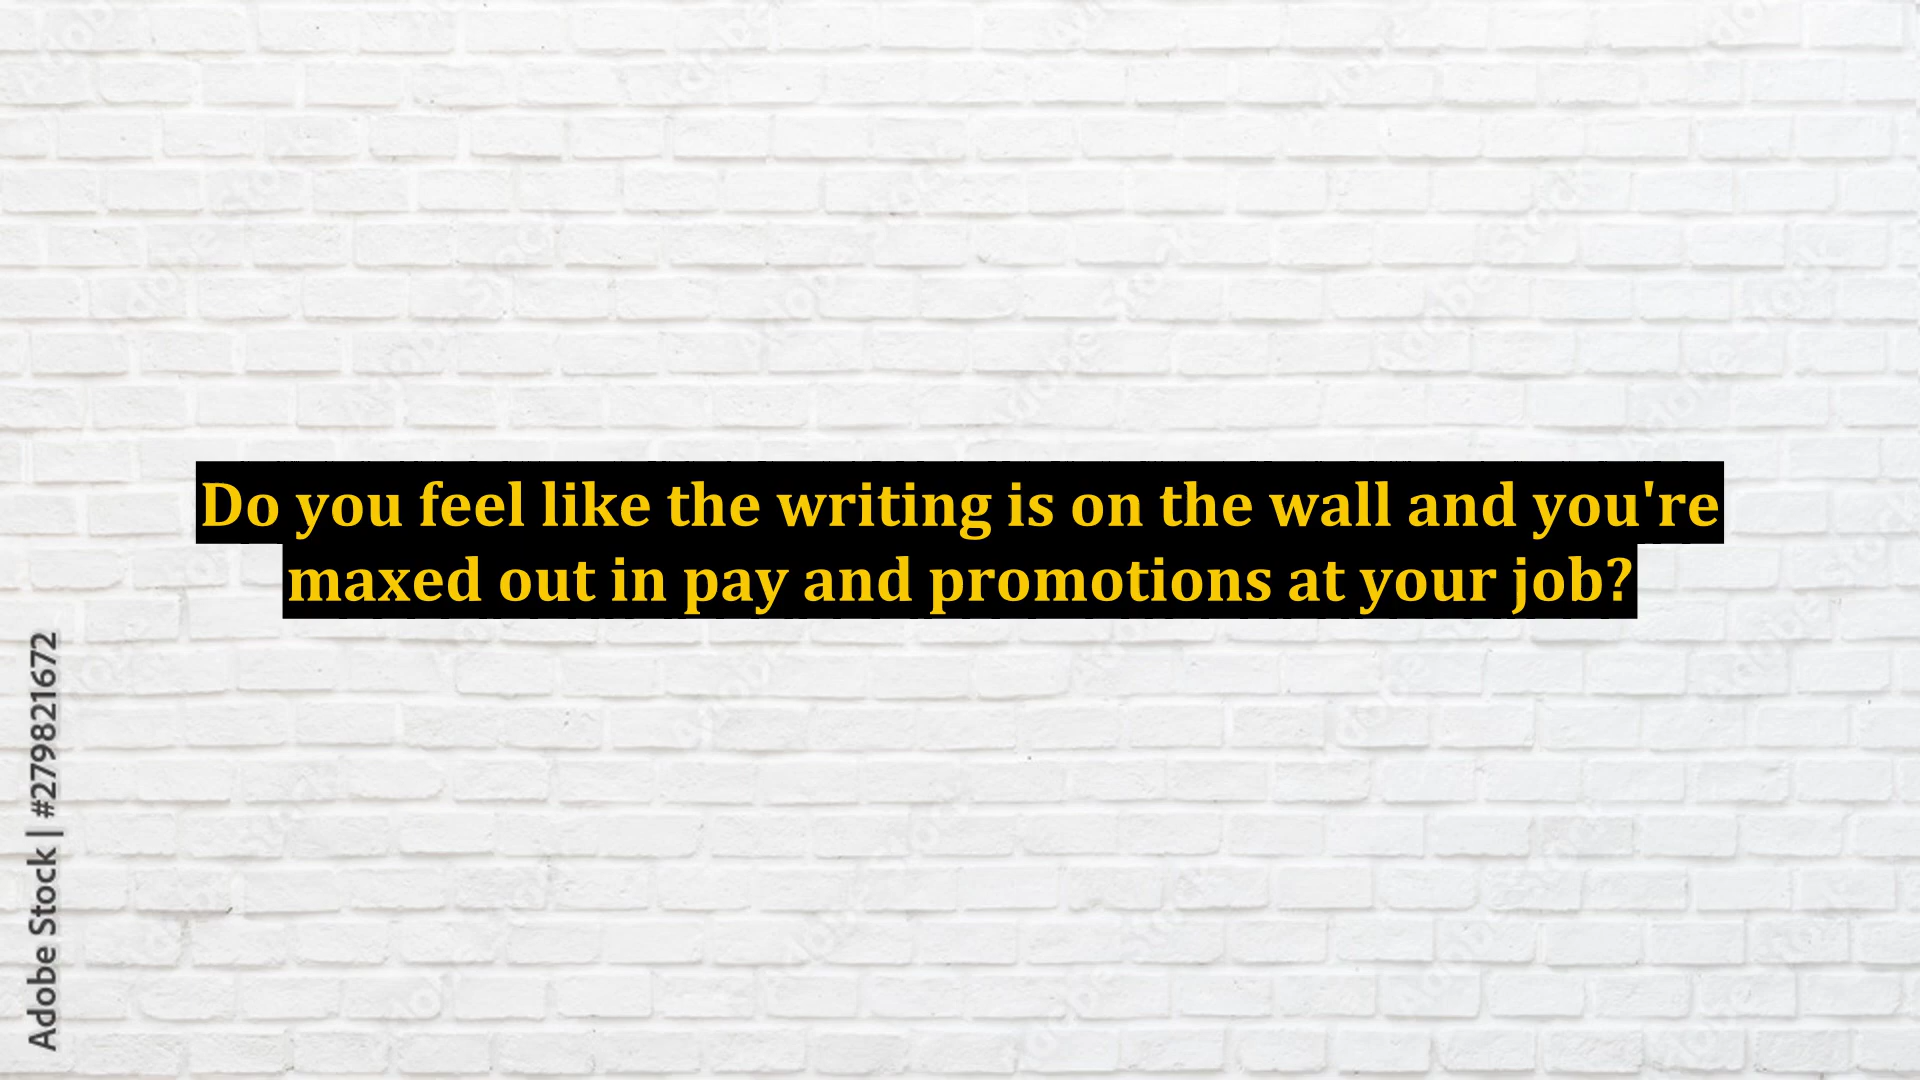 Do you feel like the writing is on the wall and you're
maxed out in pay and promotions at your job?
Adobe Stock | #279821672